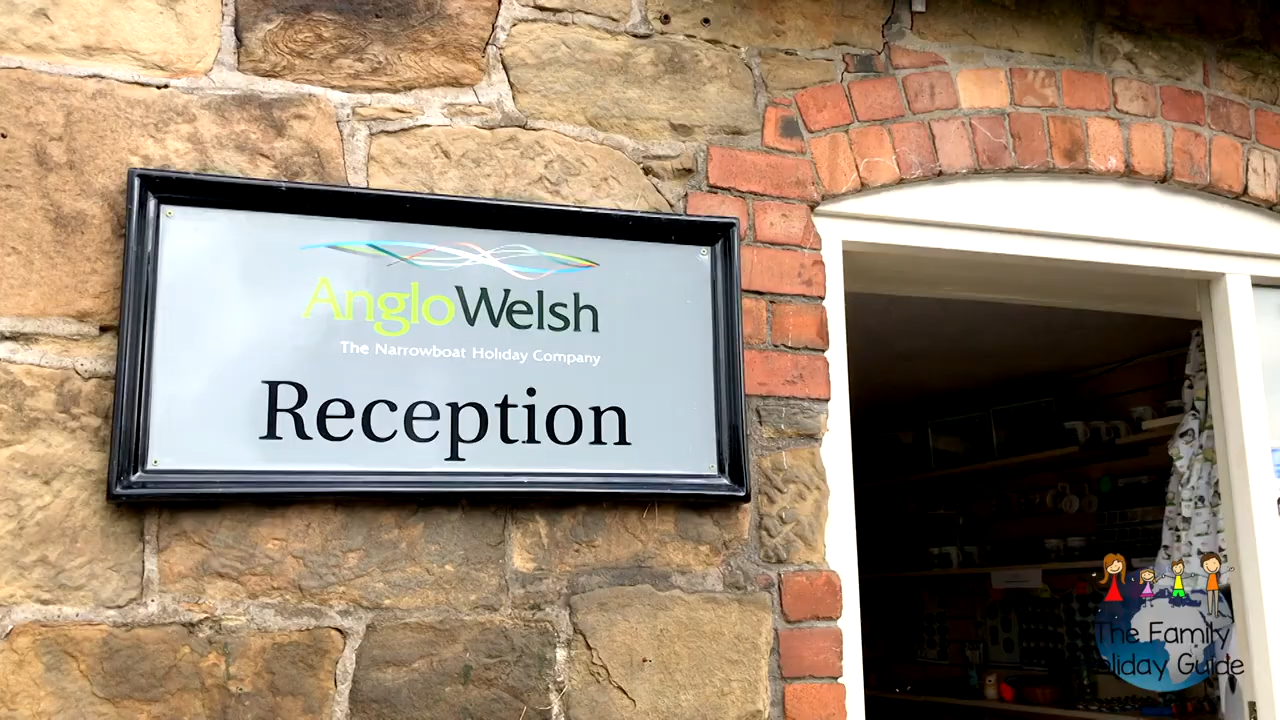 AngloWelsh
The Narrowboat Holiday Company
Reception
The Family
Holiday Guide